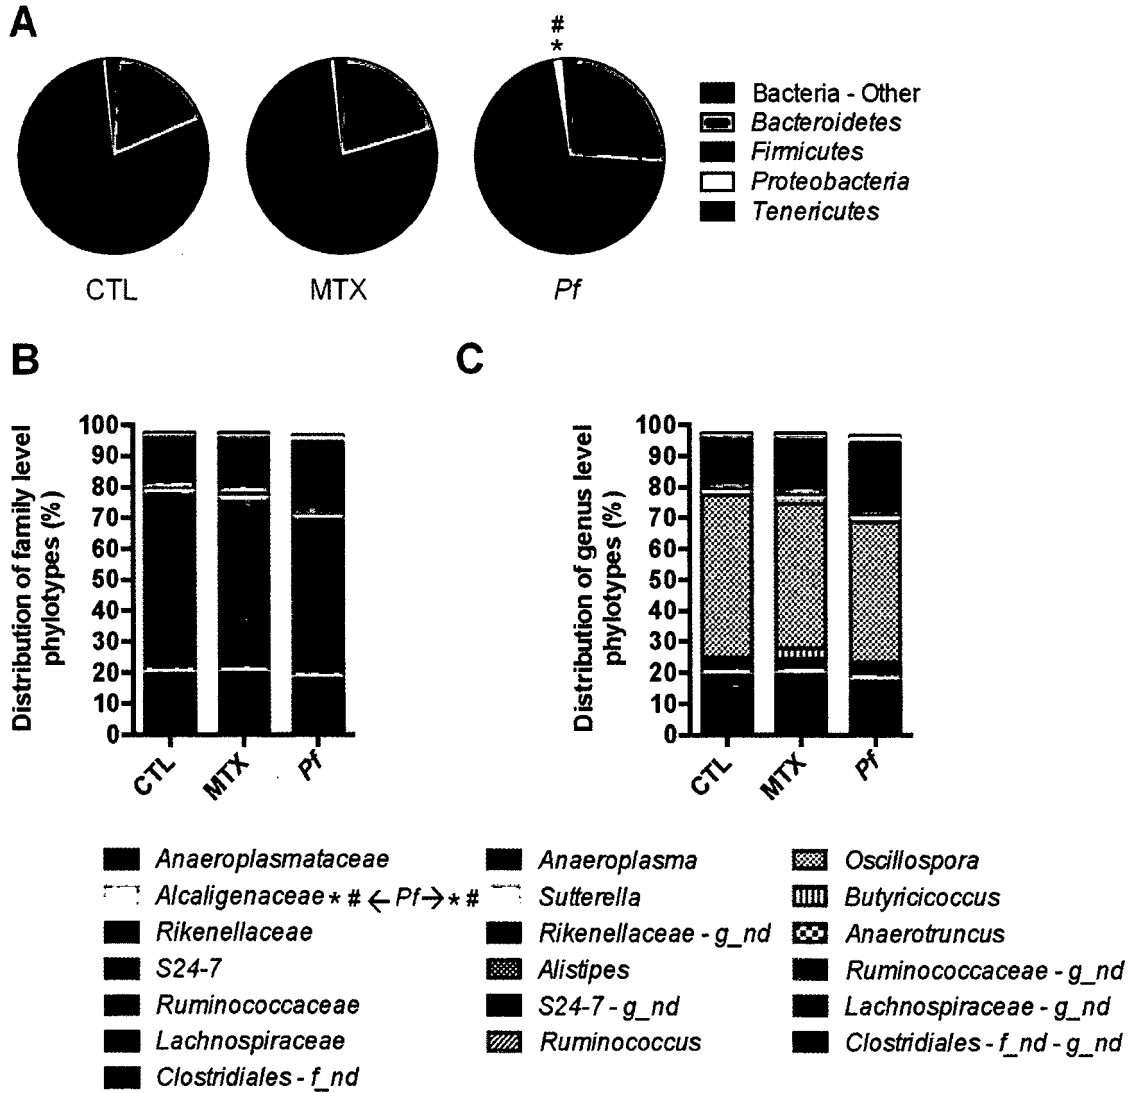 A
#
*
Bacteria - Other
Bacteroidetes
Firmicutes
Proteobacteria
Tenericutes
CTL
MTX
Pf
B
Distribution of family level
phylotypes (%)
100
90
80
70
60
50
40
30
20
10
0
CTL
MTX
Pf
C
Distribution of genus level
phylotypes (%)
100
90
80
70
60
50
40
30
20
10
0
CTL
MTX
Pf
Anaeroplasmataceae
Alcaligenaceae * # ← Pf → * #
Rikenellaceae
S24-7
Ruminococcaceae
Lachnospiraceae
Clostridiales - f_nd
Anaeroplasma
Sutterella
Rikenellaceae - g_nd
Alistipes
S24-7 - g_nd
Ruminococcus
Oscillospora
Butyricicoccus
Anaerotruncus
Ruminococcaceae - g_nd
Lachnospiraceae - g_nd
Clostridiales - f_nd - g_nd